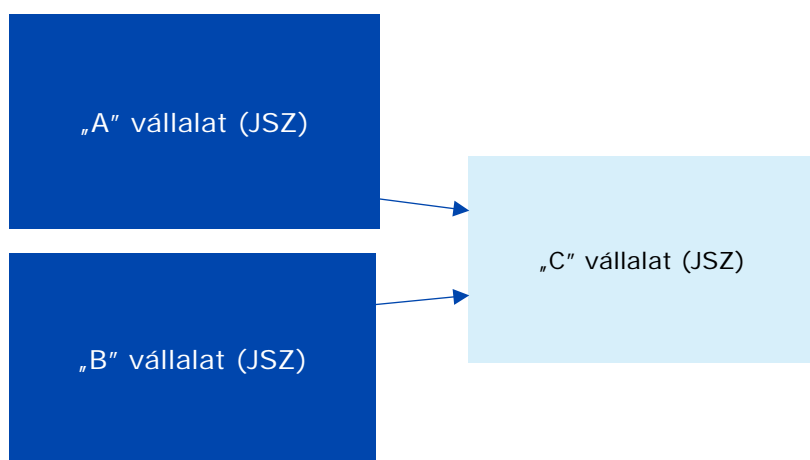 „A” vállalat (JSZ)
„C” vállalat (JSZ)
„B” vállalat (JSZ)